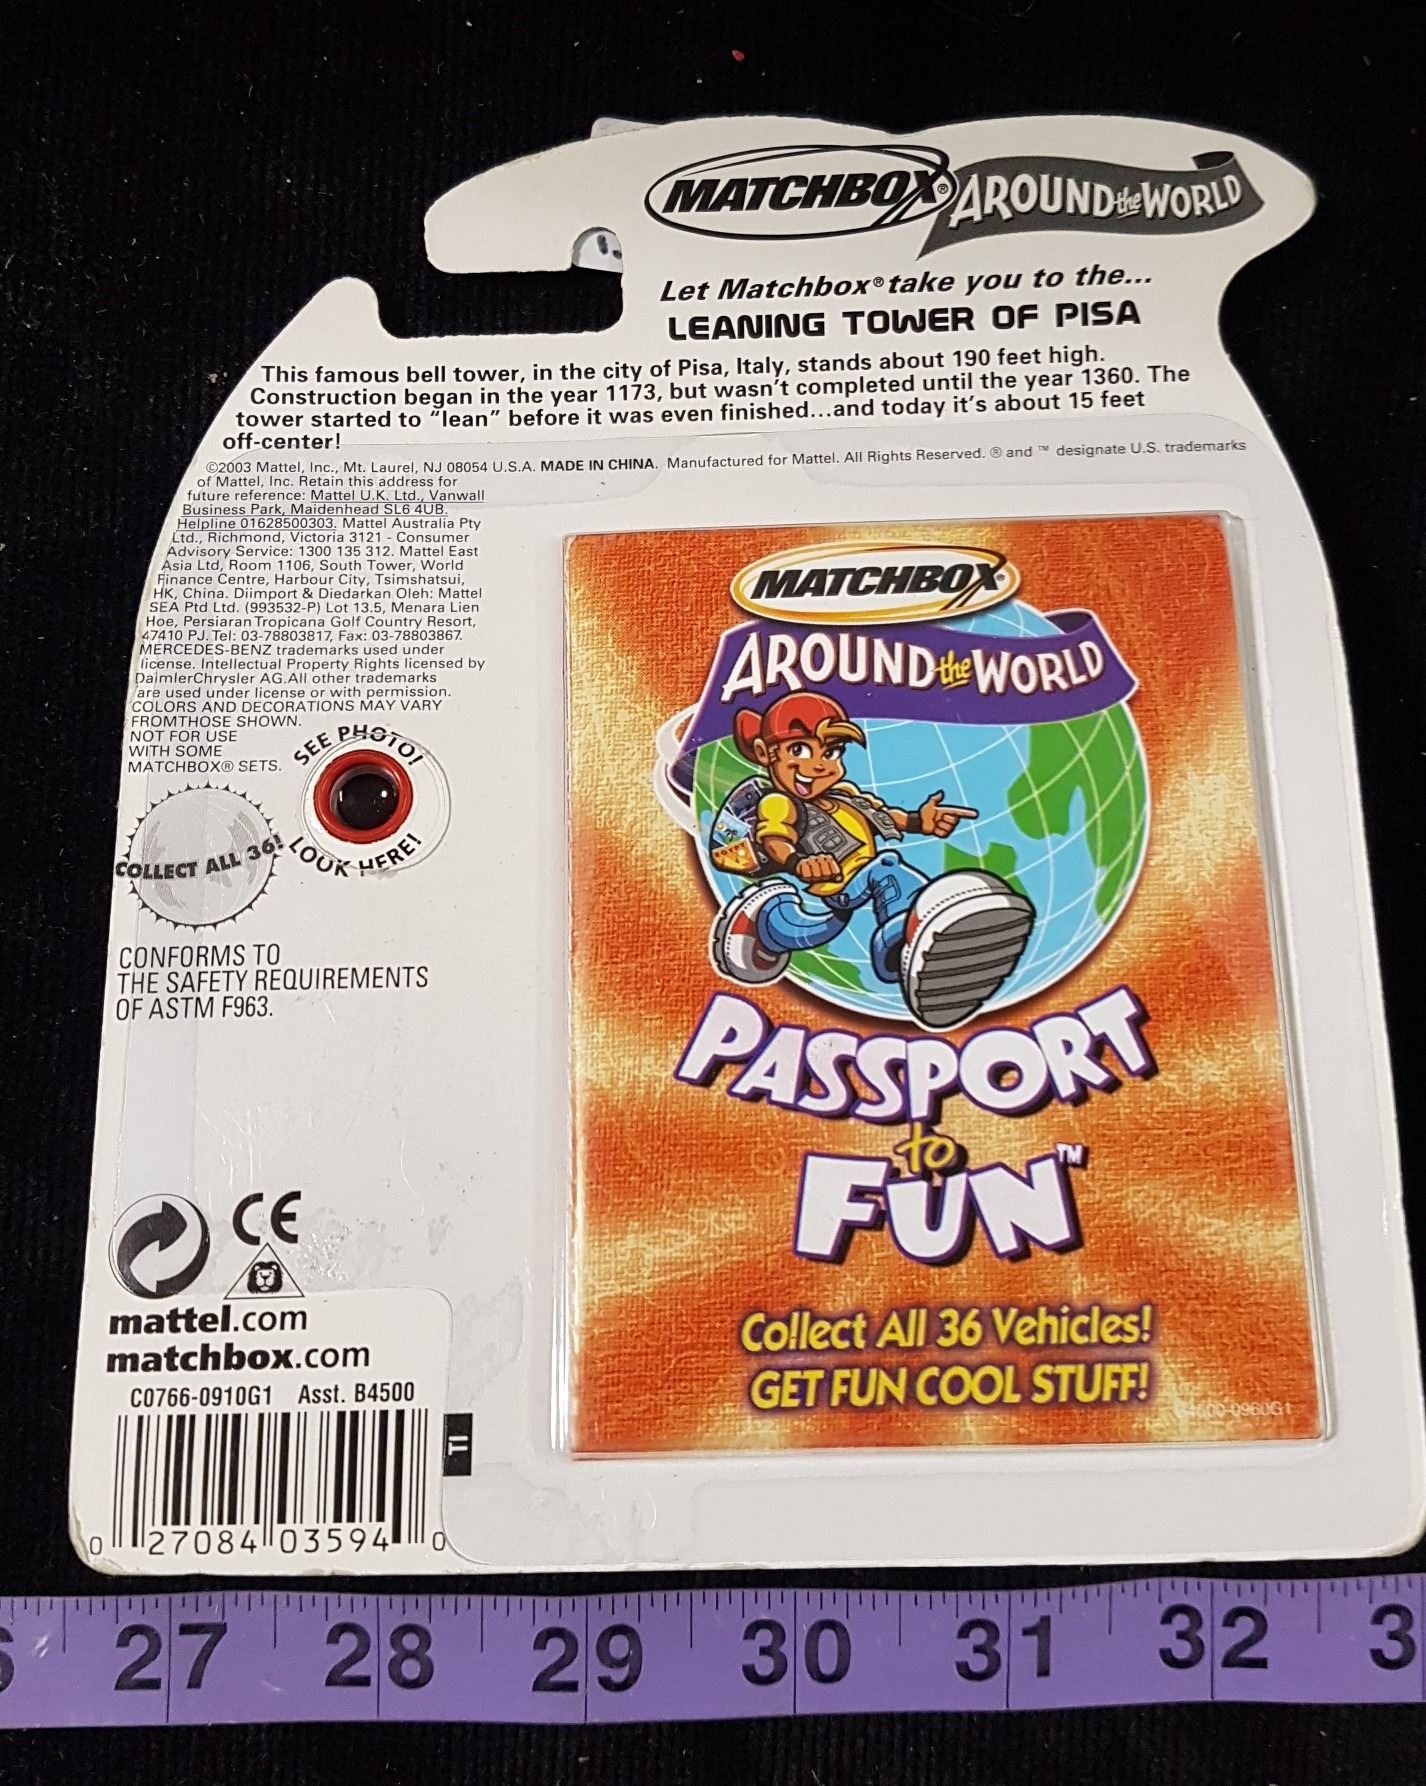 MATCHBOX® AROUND the WORLD
Let Matchbox® take you to the...
LEANING TOWER OF PISA
This famous bell tower, in the city of Pisa, Italy, stands about 190 feet high.
Construction began in the year 1173, but wasn't completed until the year 1360. The
tower started to "lean" before it was even finished...and today it's about 15 feet
off-center!
©2003 Mattel, Inc., Mt. Laurel, NJ 08054 U.S.A. MADE IN CHINA. Manufactured for Mattel. All Rights Reserved. ® and ™ designate U.S. trademarks
of Mattel, Inc. Retain this address for
future reference: Mattel U.K. Ltd., Vanwall
Business Park, Maidenhead SL6 4UB.
Helpline 01628500303. Mattel Australia Pty
Ltd., Richmond, Victoria 3121 - Consumer
Advisory Service: 1300 135 312. Mattel East
Asia Ltd, Room 1106, South Tower, World
Finance Centre, Harbour City, Tsimshatsui,
HK, China. Diimport & Diedarkan Oleh: Mattel
SEA Ptd Ltd. (993532-P) Lot 13.5, Menara Lien
Hoe, Persiaran Tropicana Golf Country Resort,
47410 PJ. Tel: 03-78803817, Fax: 03-78803867.
MERCEDES-BENZ trademarks used under
license. Intellectual Property Rights licensed by
DaimlerChrysler AG.All other trademarks
are used under license or with permission.
COLORS AND DECORATIONS MAY VARY
FROMTHOSE SHOWN.
NOT FOR USE
WITH SOME
MATCHBOX® SETS.
SEE PHOTO!
LOOK HERE!
COLLECT ALL 36!
CONFORMS TO
THE SAFETY REQUIREMENTS
OF ASTM F963.
CE
mattel.com
matchbox.com
C0766-0910G1 Asst. B4500
TI
0 27084 03594 0
MATCHBOX®
AROUND the WORLD
EGYPT
PASSPORT
to
FUN™
Collect All 36 Vehicles!
GET FUN COOL STUFF!
B4500-0960G1
6 27 28 29 30 31 32 3